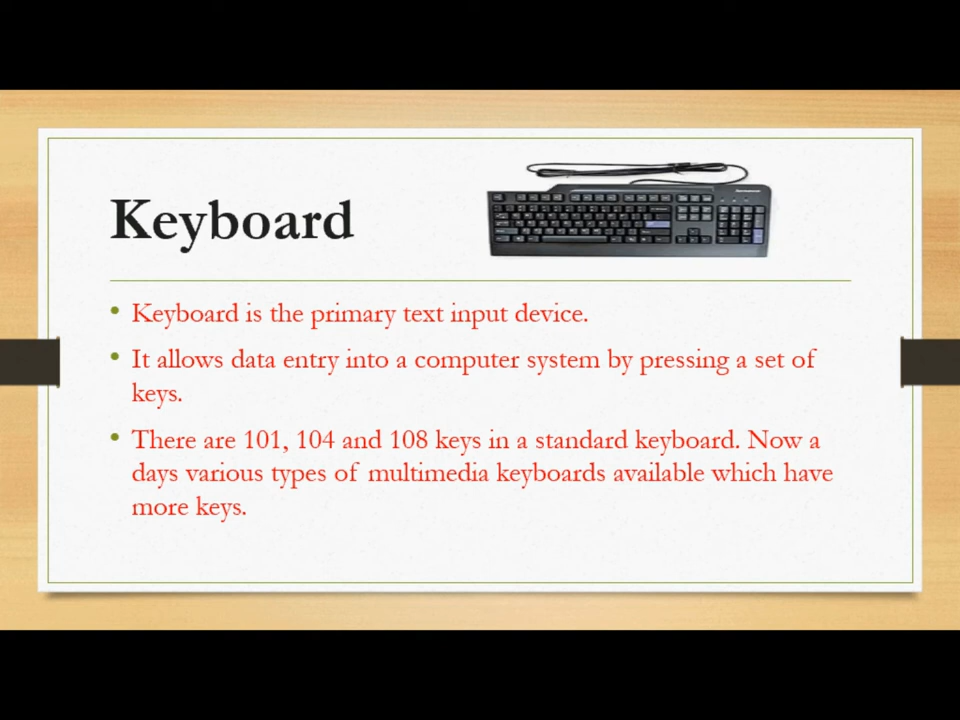 Keyboard
• Keyboard is the primary text input device.
• It allows data entry into a computer system by pressing a set of
keys.
• There are 101, 104 and 108 keys in a standard keyboard. Now a
days various types of multimedia keyboards available which have
more keys.